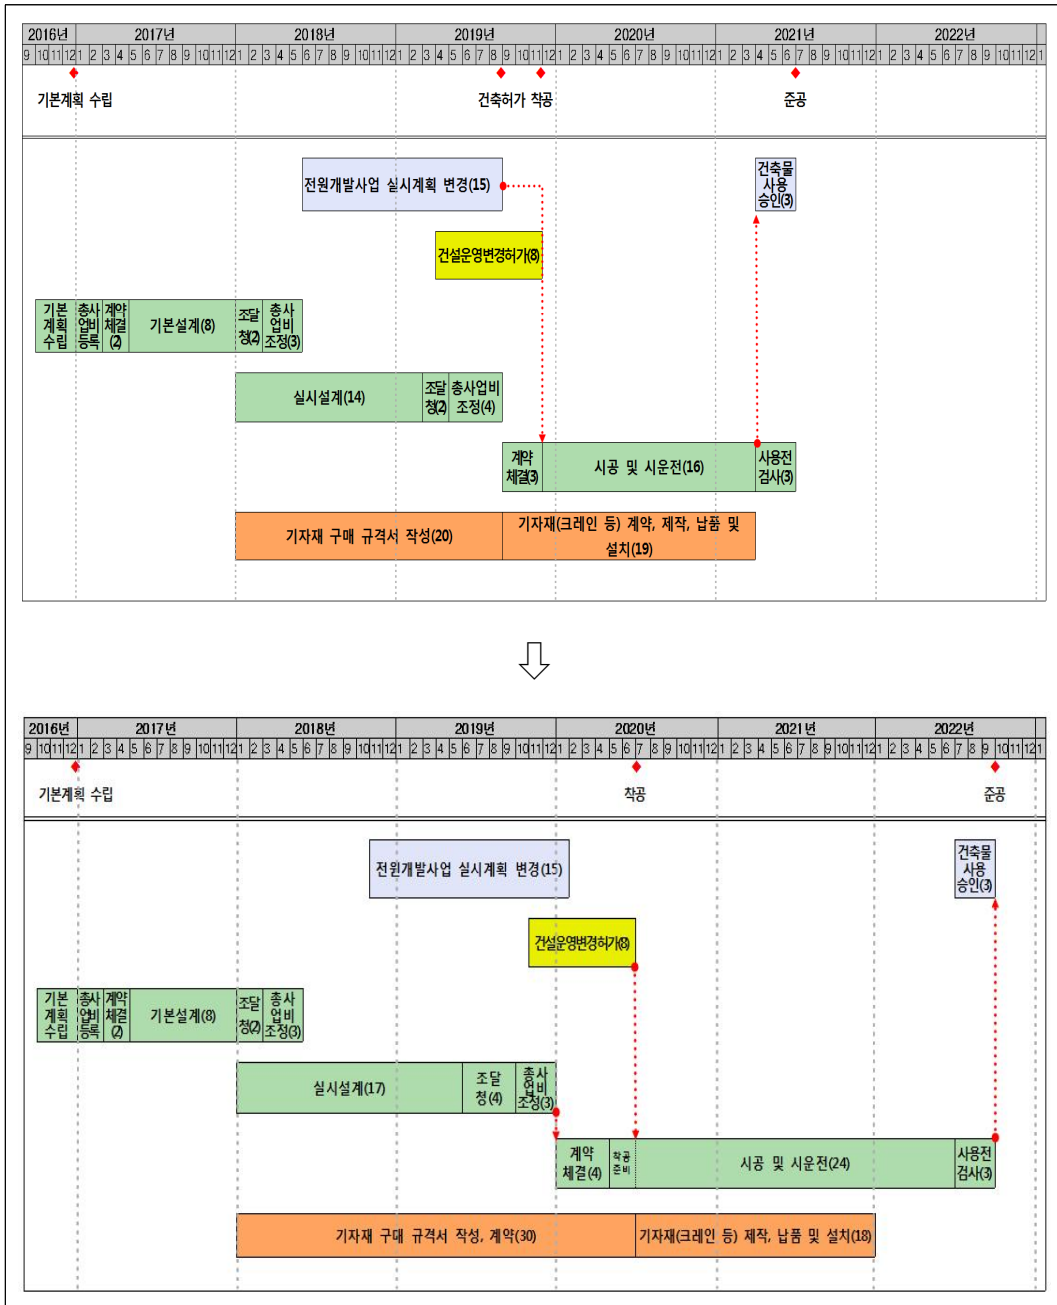 2016년 2017년 2018년 2019년 2020년 2021년 2022년
9 10 11 12 1 2 3 4 5 6 7 8 9 10 11 12 1 2 3 4 5 6 7 8 9 10 11 12 1 2 3 4 5 6 7 8 9 10 11 12 1 2 3 4 5 6 7 8 9 10 11 12 1 2 3 4 5 6 7 8 9 10 11 12 1 2 3 4 5 6 7 8 9 10 11 12 1
기본계획 수립 건축허가 착공 준공
전원개발사업 실시계획 변경(15)
건축물
사용
승인(3)
건설운영변경허가(8)
기본
계획
수립
총사
업비
등록
계약
체결
(2)
기본설계(8)
조달
청(2)
총사
업비
조정(3)
실시설계(14)
조달
청(2)
총사업비
조정(4)
계약
체결(3)
시공 및 시운전(16)
사용전
검사(3)
기자재 구매 규격서 작성(20)
기자재(크레인 등) 계약, 제작, 납품 및
설치(19)
2016년 2017년 2018년 2019년 2020년 2021년 2022년
9 10 11 12 1 2 3 4 5 6 7 8 9 10 11 12 1 2 3 4 5 6 7 8 9 10 11 12 1 2 3 4 5 6 7 8 9 10 11 12 1 2 3 4 5 6 7 8 9 10 11 12 1 2 3 4 5 6 7 8 9 10 11 12 1 2 3 4 5 6 7 8 9 10 11 12 1
기본계획 수립 착공 준공
전원개발사업 실시계획 변경(15)
건축물
사용
승인(3)
건설운영변경허가(8)
기본
계획
수립
총사
업비
등록
계약
체결
(2)
기본설계(8)
조달
청(2)
총사
업비
조정(3)
실시설계(17)
조달
청(4)
총사
업비
조정(3)
계약
체결(4)
착공
준비
시공 및 시운전(24)
사용전
검사(3)
기자재 구매 규격서 작성, 계약(30)
기자재(크레인 등) 제작, 납품 및 설치(18)